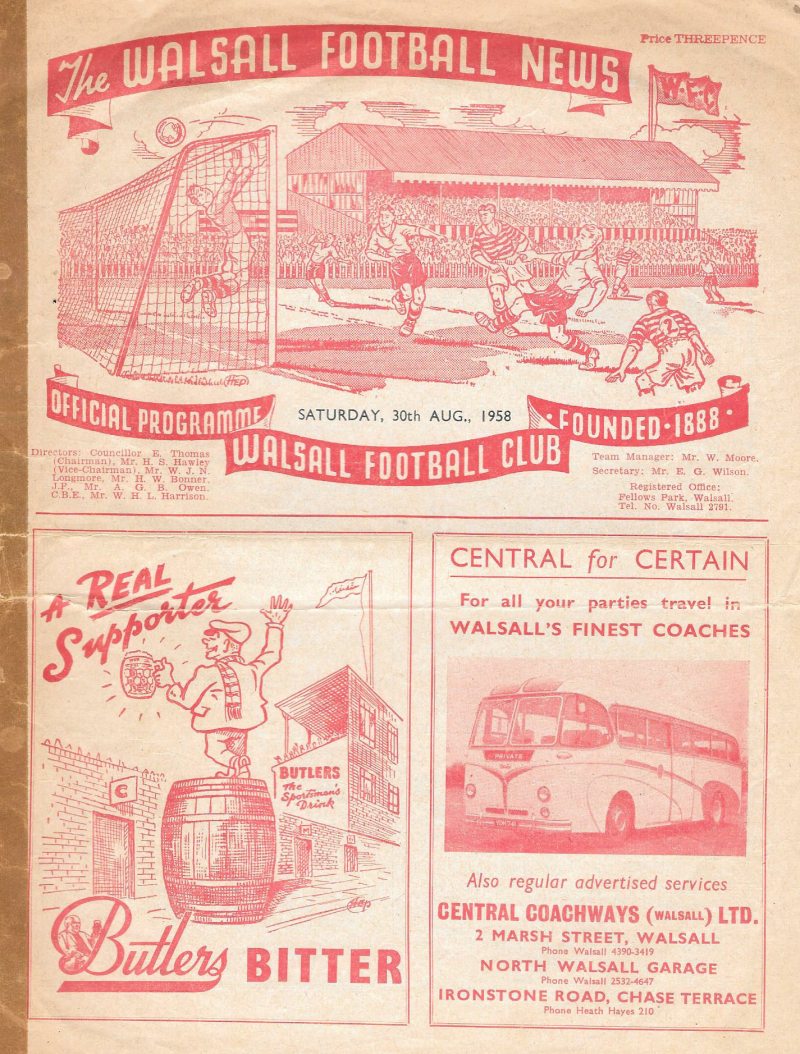 The WALSALL FOOTBALL NEWS
Price THREEPENCE
W.F.C
HEP
2
OFFICIAL PROGRAMME
SATURDAY, 30th AUG., 1958
FOUNDED · 1888 ·
WALSALL FOOTBALL CLUB
Directors: Councillor E. Thomas
(Chairman), Mr. H. S. Hawley
(Vice-Chairman), Mr. W. J. N.
Longmore, Mr. H. W. Bonner.
J.P., Mr. A. G. B. Owen.
C.B.E., Mr. W. H. L. Harrison.
Team Manager: Mr. W. Moore.
Secretary: Mr. E. G. Wilson.
Registered Office:
Fellows Park, Walsall.
Tel. No. Walsall 2791.
A REAL
Supporter
C
BUTLERS
The
Sportsman's
Drink
HEP
Butlers BITTER
CENTRAL for CERTAIN
For all your parties travel in
WALSALL'S FINEST COACHES
PRIVATE
Also regular advertised services
CENTRAL COACHWAYS (WALSALL) LTD.
2 MARSH STREET, WALSALL
Phone Walsall 4390-3419
NORTH WALSALL GARAGE
Phone Walsall 2532-4647
IRONSTONE ROAD, CHASE TERRACE
Phone Heath Hayes 210